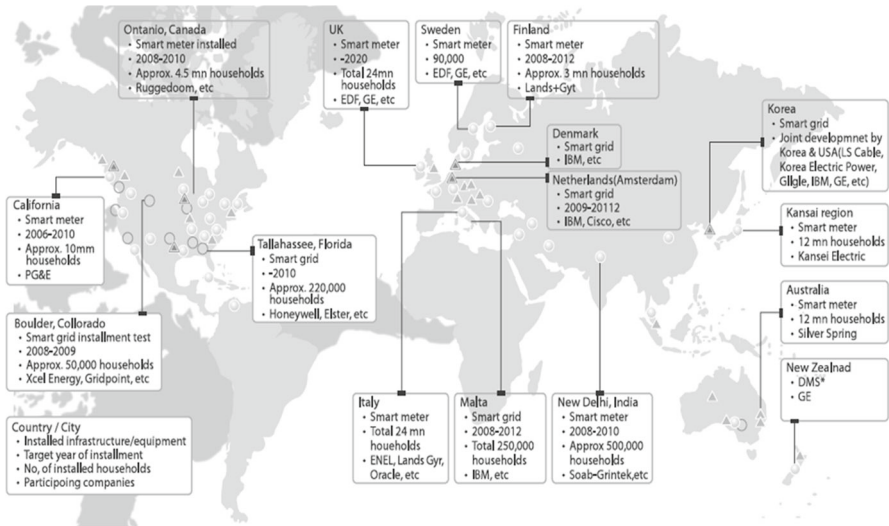 Ontanio, Canada
• Smart meter installed
• 2008-2010
• Approx. 4.5 mn households
• Ruggedoom, etc
UK
• Smart meter
• -2020
• Total 24mn
households
• EDF, GE, etc
Sweden
• Smart meter
• 90,000
• EDF, GE, etc
Finland
• Smart meter
• 2008-2012
• Approx. 3 mn households
• Lands+Gyt
Denmark
• Smart grid
• IBM, etc
Netherlands(Amsterdam)
• Smart grid
• 2009-20112
• IBM, Cisco, etc
Korea
• Smart grid
• Joint developmnet by
Korea & USA(LS Cable,
Korea Electric Power,
Gllgle, IBM, GE, etc)
Kansai region
• Smart meter
• 12 mn households
• Kansei Electric
California
• Smart meter
• 2006-2010
• Approx. 10mm
households
• PG&E
Tallahassee, Florida
• Smart grid
• -2010
• Approx. 220,000
households
• Honeywell, Elster, etc
Australia
• Smart meter
• 12 mn households
• Silver Spring
Boulder, Collorado
• Smart grid installment test
• 2008-2009
• Approx. 50,000 households
• Xcel Energy, Gridpoint, etc
New Zealnad
• DMS*
• GE
Country / City
• Installed infrastructure/equipment
• Target year of installment
• No, of installed households
• Participoing companies
Italy
• Smart meter
• Total 24 mn
houeholds
• ENEL, Lands Gyr,
Oracle, etc
Malta
• Smart grid
• 2008-2012
• Total 250,000
households
• IBM, etc
New Delhi, India
• Smart meter
• 2008-2010
• Approx 500,000
households
• Soab-Grintek,etc